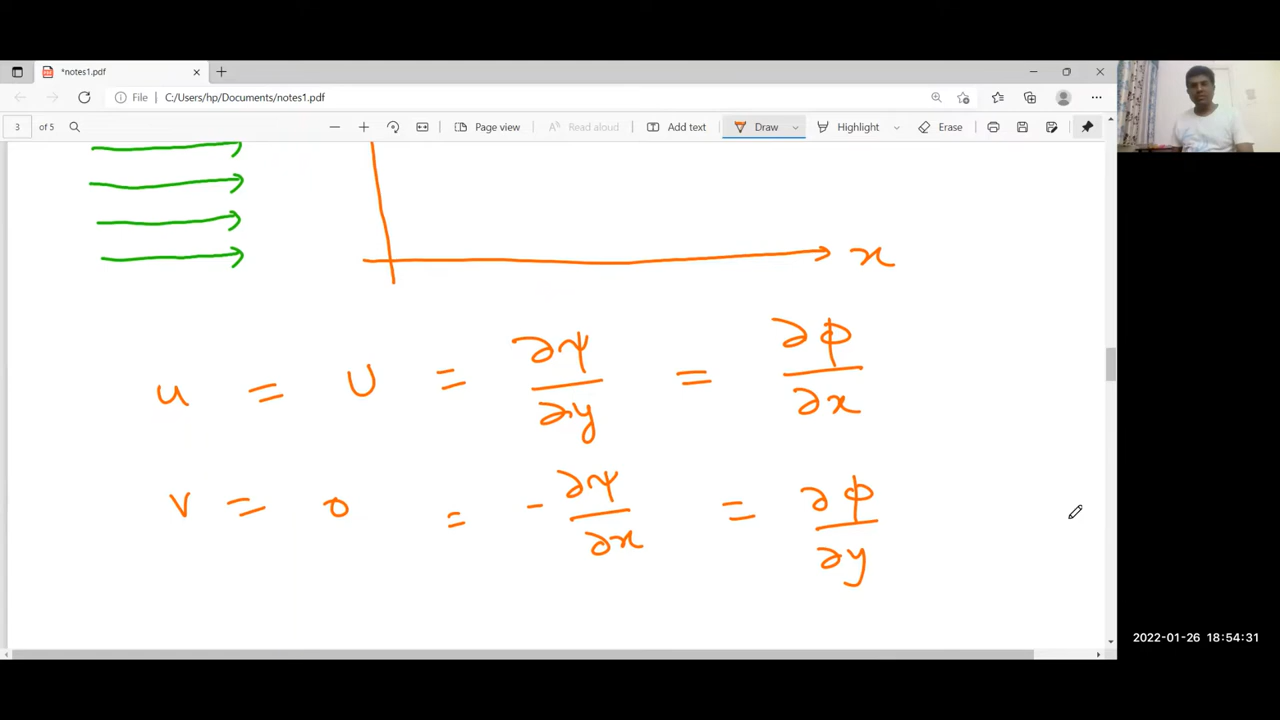 *notes1.pdf
File C:/Users/hp/Documents/notes1.pdf
3 of 5 Page view Read aloud Add text Draw Highlight Erase
x
u = U = ∂ψ/∂y = ∂φ/∂x
v = 0 = -∂ψ/∂x = ∂φ/∂y
2022-01-26 18:54:31